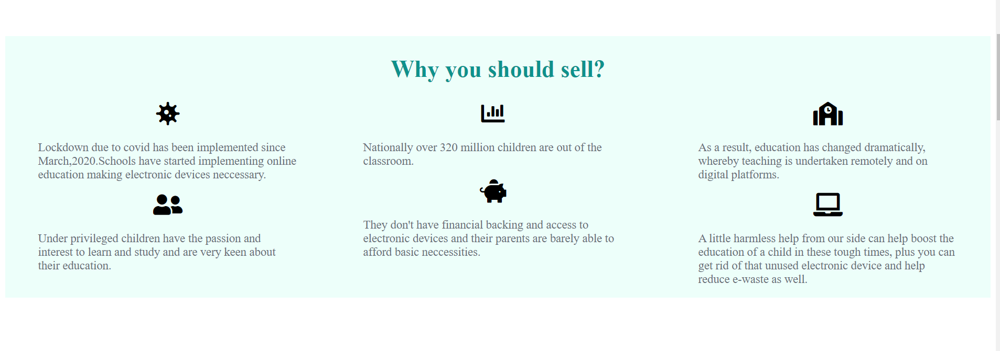 Why you should sell?
Lockdown due to covid has been implemented since
March,2020.Schools have started implementing online
education making electronic devices neccessary.
Nationally over 320 million children are out of the
classroom.
As a result, education has changed dramatically,
whereby teaching is undertaken remotely and on
digital platforms.
Under privileged children have the passion and
interest to learn and study and are very keen about
their education.
They don't have financial backing and access to
electronic devices and their parents are barely able to
afford basic neccessities.
A little harmless help from our side can help boost the
education of a child in these tough times, plus you can
get rid of that unused electronic device and help
reduce e-waste as well.